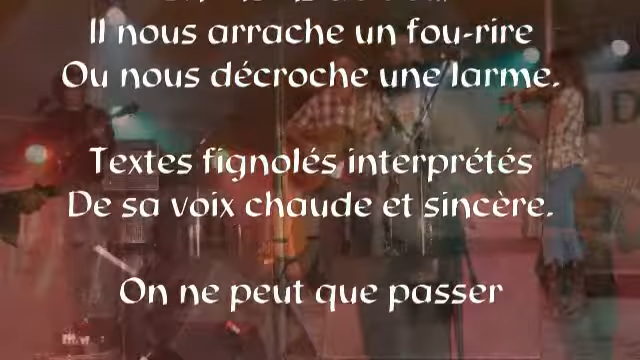 Il nous arrache un fou-rire
Ou nous décroche une larme.
Textes fignolés interprétés
De sa voix chaude et sincère.
On ne peut que passer